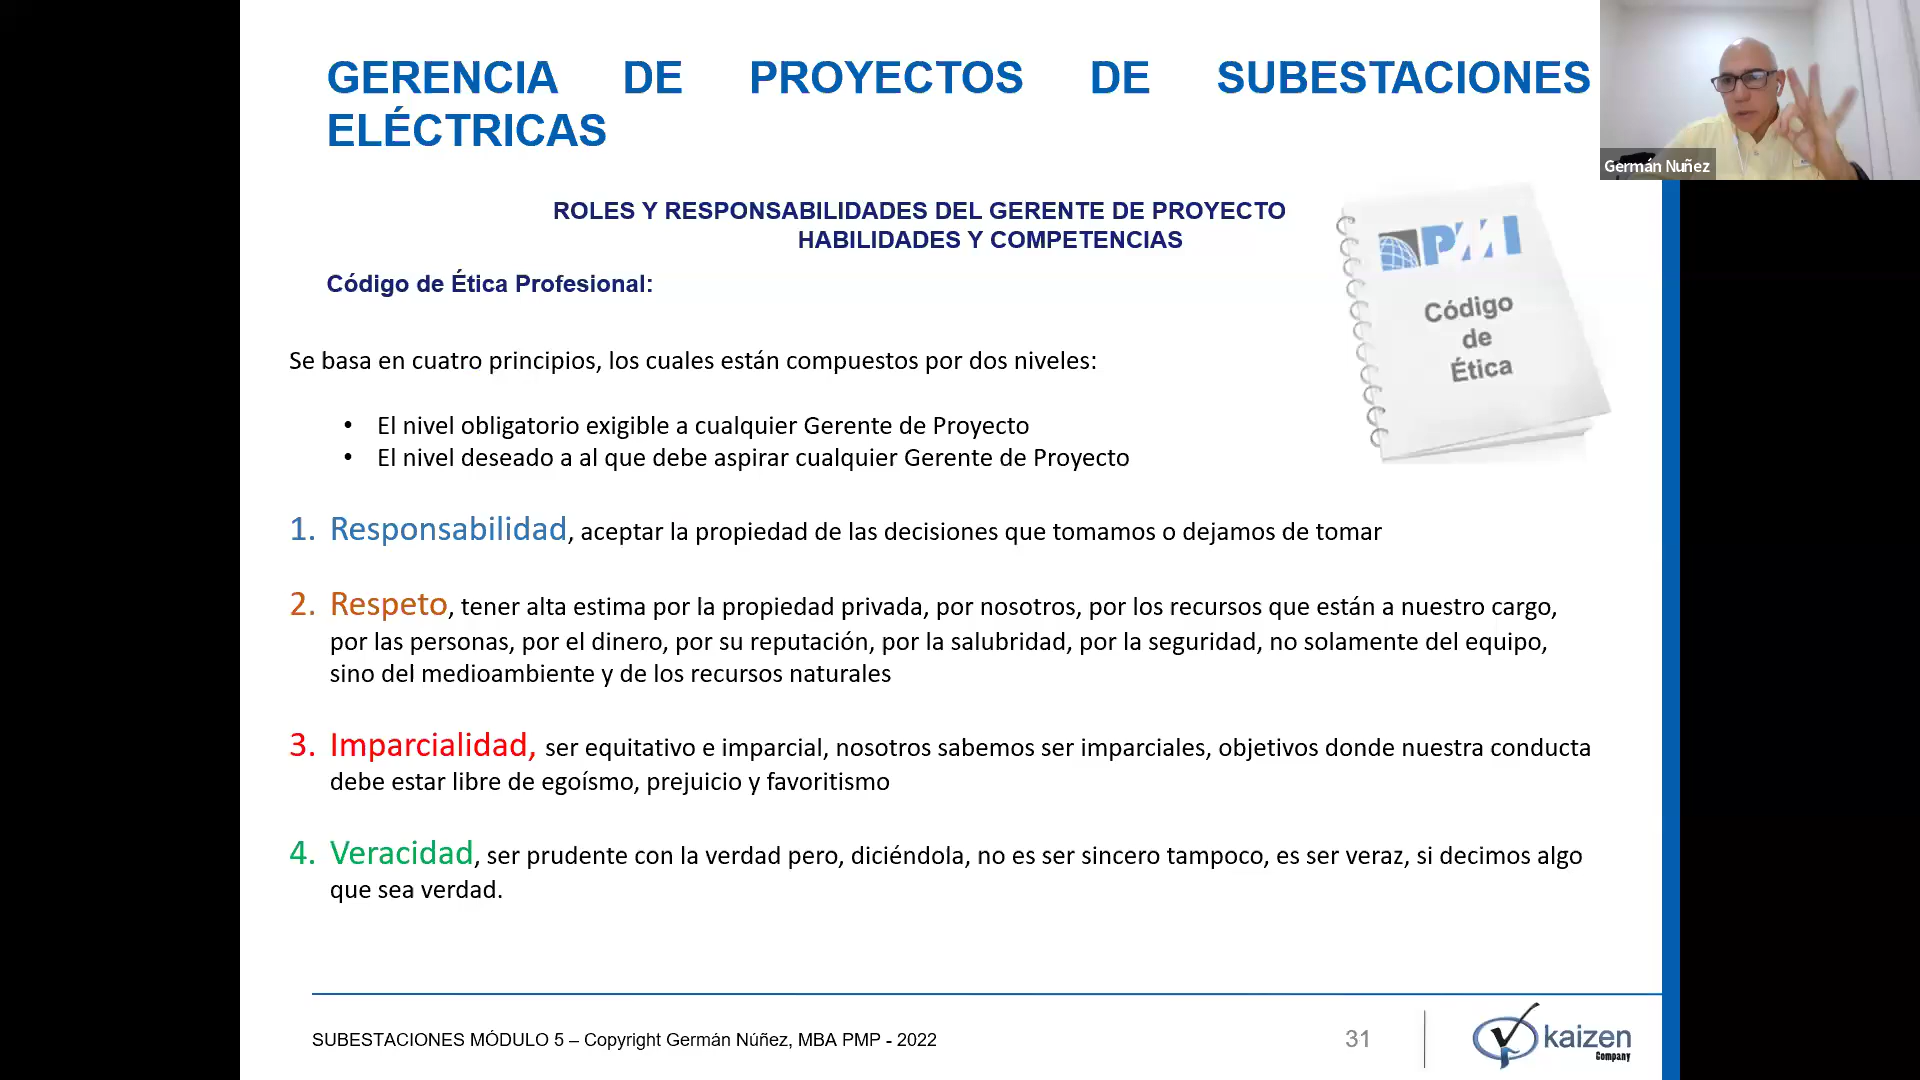 GERENCIA DE PROYECTOS DE SUBESTACIONES
ELÉCTRICAS
Germán Nuñez
ROLES Y RESPONSABILIDADES DEL GERENTE DE PROYECTO
HABILIDADES Y COMPETENCIAS
PMI
Código
de
Ética
Código de Ética Profesional:
Se basa en cuatro principios, los cuales están compuestos por dos niveles:
• El nivel obligatorio exigible a cualquier Gerente de Proyecto
• El nivel deseado a al que debe aspirar cualquier Gerente de Proyecto
1. Responsabilidad, aceptar la propiedad de las decisiones que tomamos o dejamos de tomar
2. Respeto, tener alta estima por la propiedad privada, por nosotros, por los recursos que están a nuestro cargo,
por las personas, por el dinero, por su reputación, por la salubridad, por la seguridad, no solamente del equipo,
sino del medioambiente y de los recursos naturales
3. Imparcialidad, ser equitativo e imparcial, nosotros sabemos ser imparciales, objetivos donde nuestra conducta
debe estar libre de egoísmo, prejuicio y favoritismo
4. Veracidad, ser prudente con la verdad pero, diciéndola, no es ser sincero tampoco, es ser veraz, si decimos algo
que sea verdad.
SUBESTACIONES MÓDULO 5 – Copyright Germán Núñez, MBA PMP - 2022
31
kaizen
Company